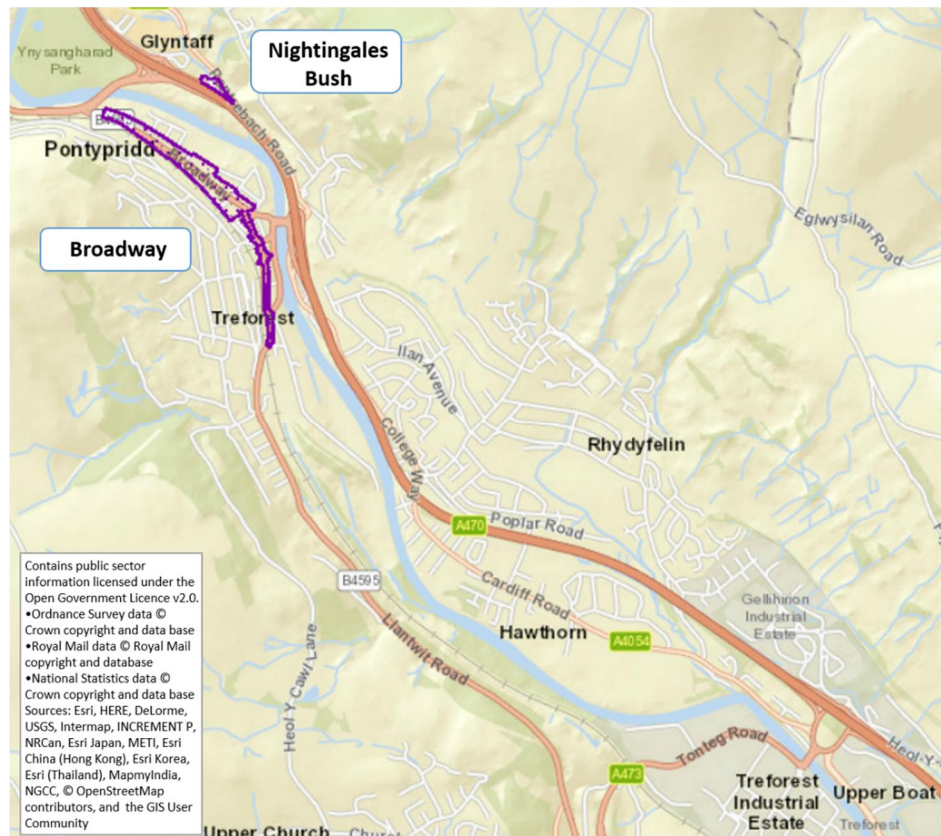 Glyntaff
Ynysangharad
Park
Nightingales
Bush
Pontypridd
Broadway
Broadway
Treforest
Ilan Avenue
Eglwysilan Road
College Way
Rhydyfelin
A470
Poplar Road
B4595
Cardiff Road
Hawthorn
A4054
Llantwit Road
Industrial
Estate
Heol Y Cawl Lane
Tonteg Road
A473
Treforest
Industrial
Estate
Upper Boat
Treforest
Upper Church
Contains public sector
information licensed under the
Open Government Licence v2.0.
•Ordnance Survey data ©
Crown copyright and data base
•Royal Mail data © Royal Mail
copyright and database
•National Statistics data ©
Crown copyright and data base
Sources: Esri, HERE, DeLorme,
USGS, Intermap, INCREMENT P,
NRCan, Esri Japan, METI, Esri
China (Hong Kong), Esri Korea,
Esri (Thailand), MapmyIndia,
NGCC, © OpenStreetMap
contributors, and the GIS User
Community